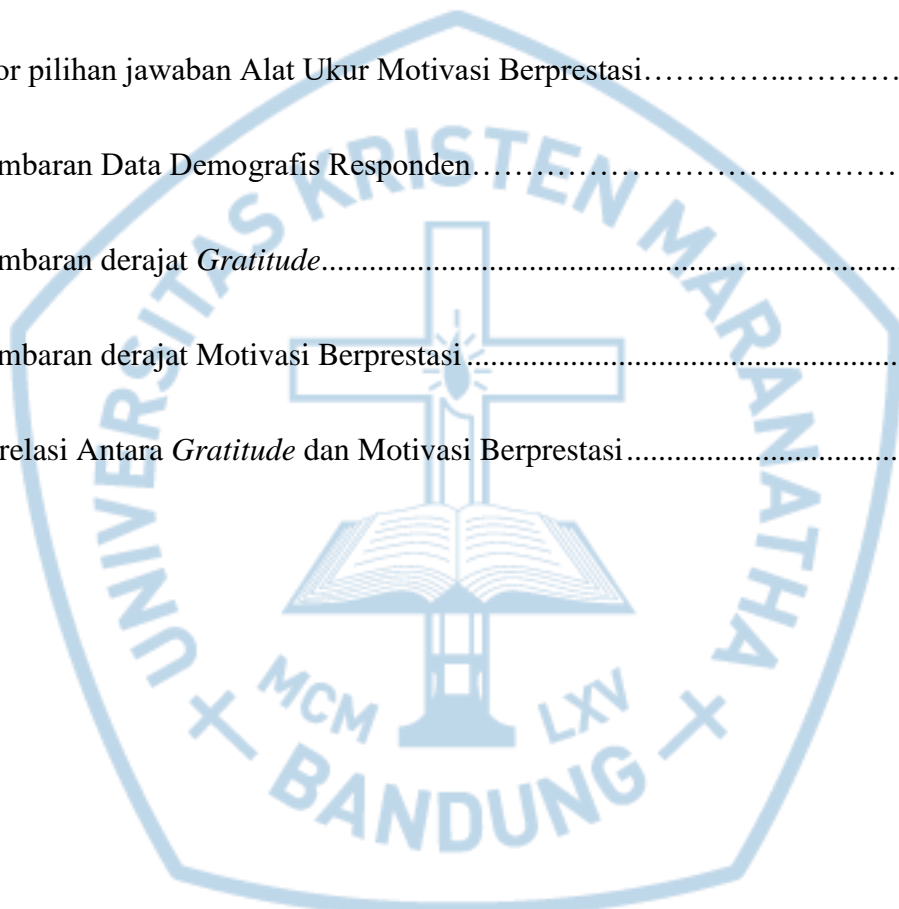 or pilihan jawaban Alat Ukur Motivasi Berprestasi…………...…………
mbaran Data Demografis Responden…………………………………
mbaran derajat Gratitude........................................................................
mbaran derajat Motivasi Berprestasi......................................................
relasi Antara Gratitude dan Motivasi Berprestasi..................................
UNIVERSITAS KRISTEN MARANATHA
MCM LXV
BANDUNG